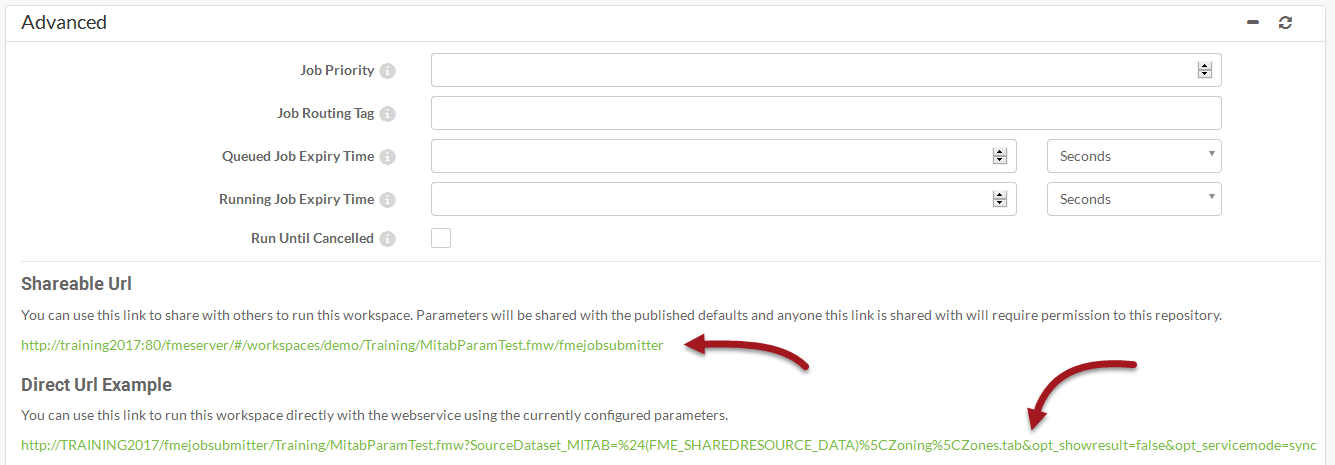 Advanced
Job Priority
Job Routing Tag
Queued Job Expiry Time Seconds
Running Job Expiry Time Seconds
Run Until Cancelled
Shareable Url
You can use this link to share with others to run this workspace. Parameters will be shared with the published defaults and anyone this link is shared with will require permission to this repository.
http://training2017:80/fmeserver/#/workspaces/demo/Training/MitabParamTest.fmw/fmejobsubmitter
Direct Url Example
You can use this link to run this workspace directly with the webservice using the currently configured parameters.
http://TRAINING2017/fmejobsubmitter/Training/MitabParamTest.fmw?SourceDataset_MITAB=%24(FME_SHAREDRESOURCE_DATA)%5CZoning%5CZones.tab&opt_showresult=false&opt_servicemode=sync